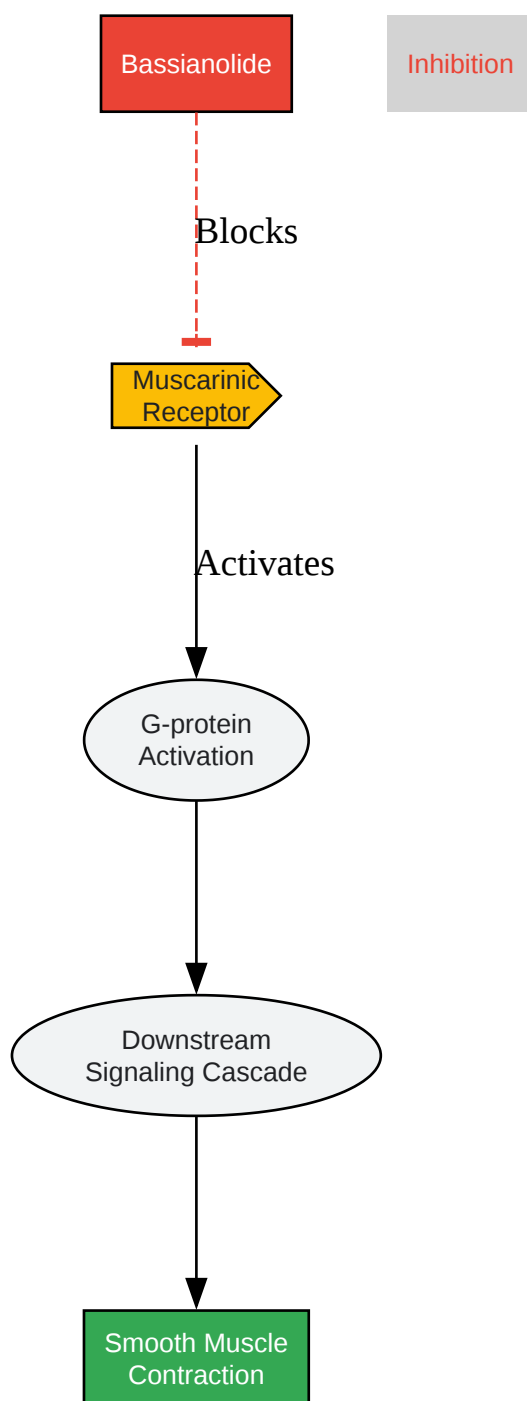 Bassianolide
Inhibition
Blocks
Muscarinic
Receptor
Activates
G-protein
Activation
Downstream
Signaling Cascade
Smooth Muscle
Contraction